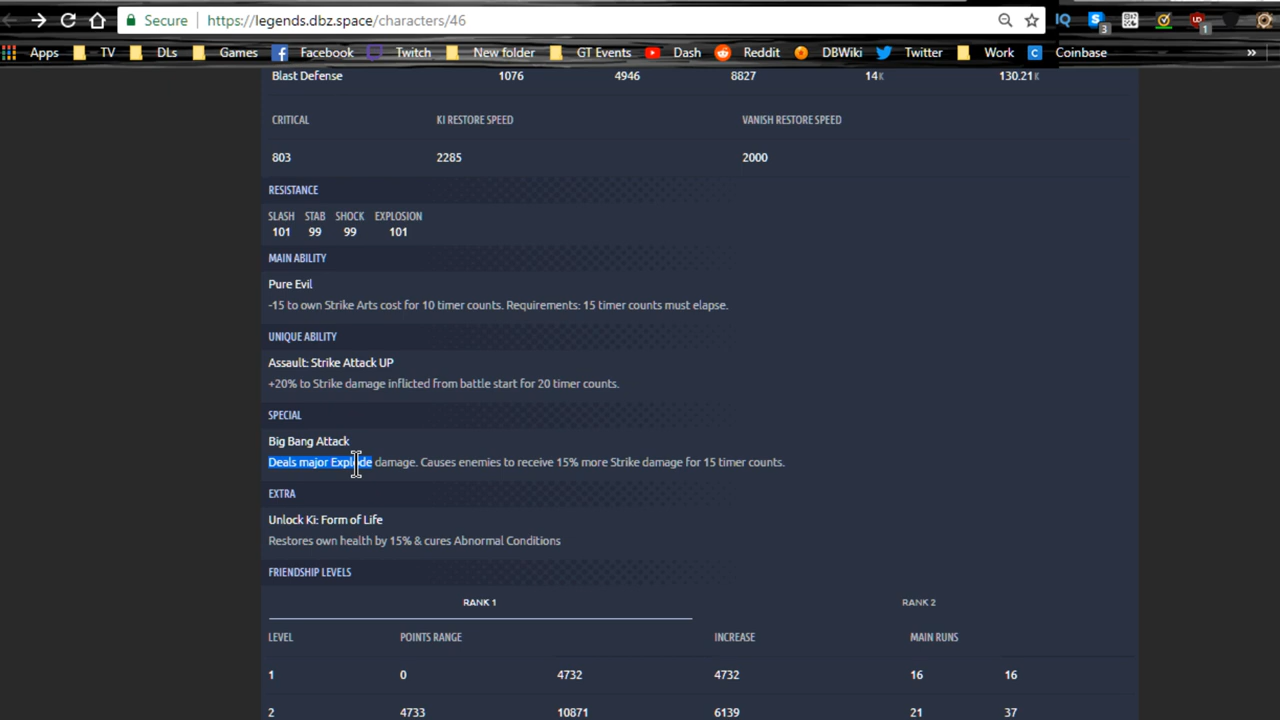 Secure https://legends.dbz.space/characters/46
Apps TV DLs Games Facebook Twitch New folder GT Events Dash Reddit DBWiki Twitter Work Coinbase »
Blast Defense 1076 4946 8827 14K 130.21K
CRITICAL KI RESTORE SPEED VANISH RESTORE SPEED
803 2285 2000
RESISTANCE
SLASH STAB SHOCK EXPLOSION
101 99 99 101
MAIN ABILITY
Pure Evil
-15 to own Strike Arts cost for 10 timer counts. Requirements: 15 timer counts must elapse.
UNIQUE ABILITY
Assault: Strike Attack UP
+20% to Strike damage inflicted from battle start for 20 timer counts.
SPECIAL
Big Bang Attack
Deals major Explode damage. Causes enemies to receive 15% more Strike damage for 15 timer counts.
EXTRA
Unlock Ki: Form of Life
Restores own health by 15% & cures Abnormal Conditions
FRIENDSHIP LEVELS
RANK 1 RANK 2
LEVEL POINTS RANGE INCREASE MAIN RUNS
1 0 4732 4732 16 16
2 4733 10871 6139 21 37